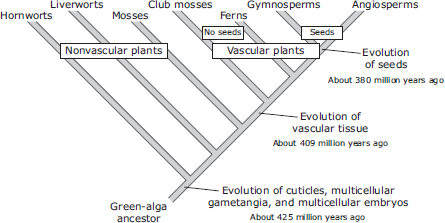 Hornworts
Liverworts
Mosses
Club mosses
Ferns
Gymnosperms
Angiosperms
No seeds
Seeds
Nonvascular plants
Vascular plants
Evolution
of seeds
About 380 million years ago
Evolution of
vascular tissue
About 409 million years ago
Evolution of cuticles, multicellular
gametangia, and multicellular embryos
About 425 million years ago
Green-alga
ancestor